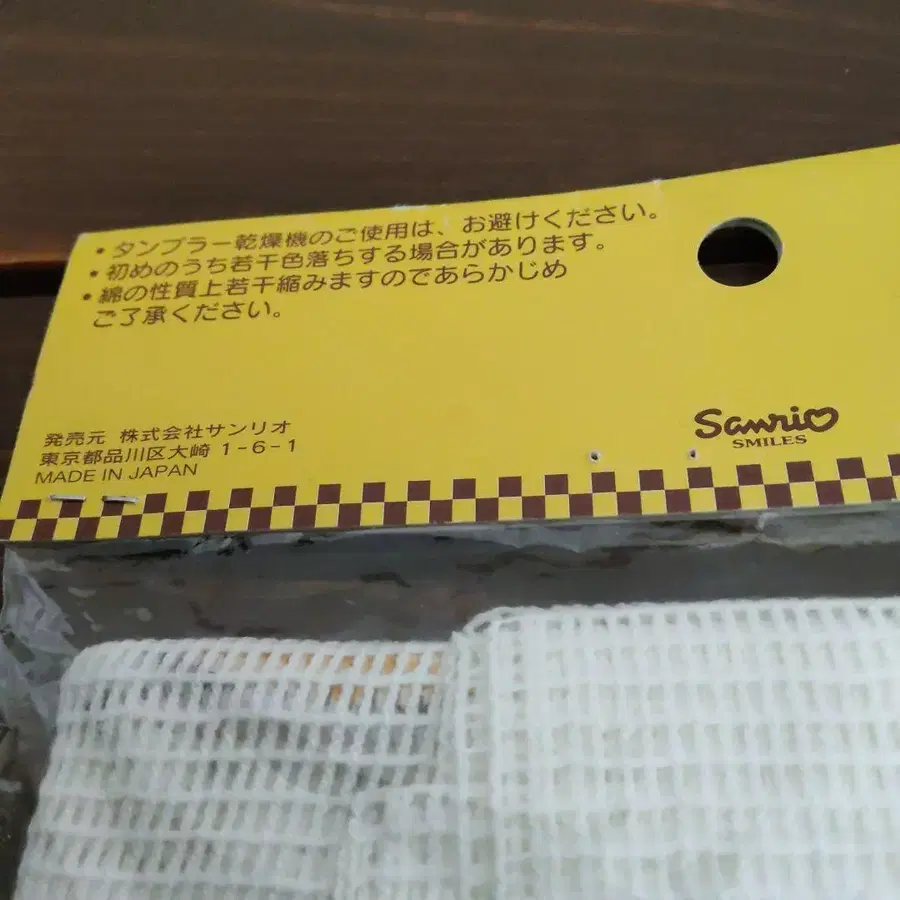 ・タンブラー乾燥機のご使用は、お避けください。
・初めのうち若干色落ちする場合があります。
・綿の性質上若干縮みますのであらかじめ
ご了承ください。
発売元 株式会社サンリオ
東京都品川区大崎 1-6-1
MADE IN JAPAN
Sanrio
SMILES